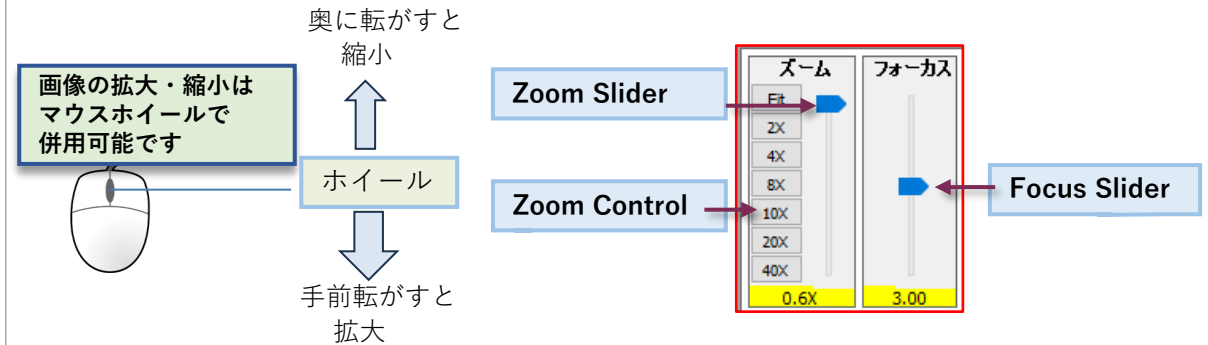 奥に転がすと
縮小
画像の拡大・縮小は
マウスホイールで
併用可能です
ホイール
手前転がすと
拡大
Zoom Slider
Zoom Control
ズーム
フォーカス
Fit
2X
4X
8X
10X
20X
40X
0.6X
3.00
Focus Slider